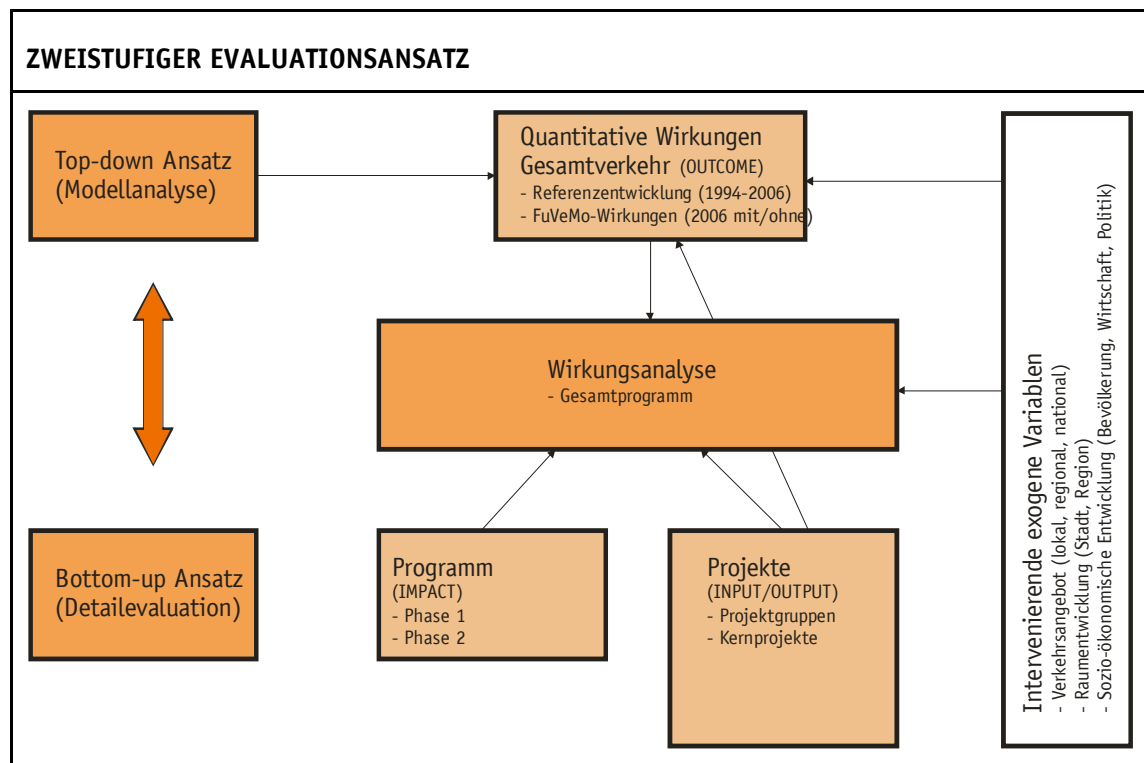 ZWEISTUFIGER EVALUATIONSANSATZ
Top-down Ansatz
(Modellanalyse)
Quantitative Wirkungen
Gesamtverkehr (OUTCOME)
- Referenzentwicklung (1994-2006)
- FuVeMo-Wirkungen (2006 mit/ohne)
Wirkungsanalyse
- Gesamtprogramm
Bottom-up Ansatz
(Detailevaluation)
Programm
(IMPACT)
- Phase 1
- Phase 2
Projekte
(INPUT/OUTPUT)
- Projektgruppen
- Kernprojekte
Intervenierende exogene Variablen
- Verkehrsangebot (lokal, regional, national)
- Raumentwicklung (Stadt, Region)
- Sozio-ökonomische Entwicklung (Bevölkerung, Wirtschaft, Politik)